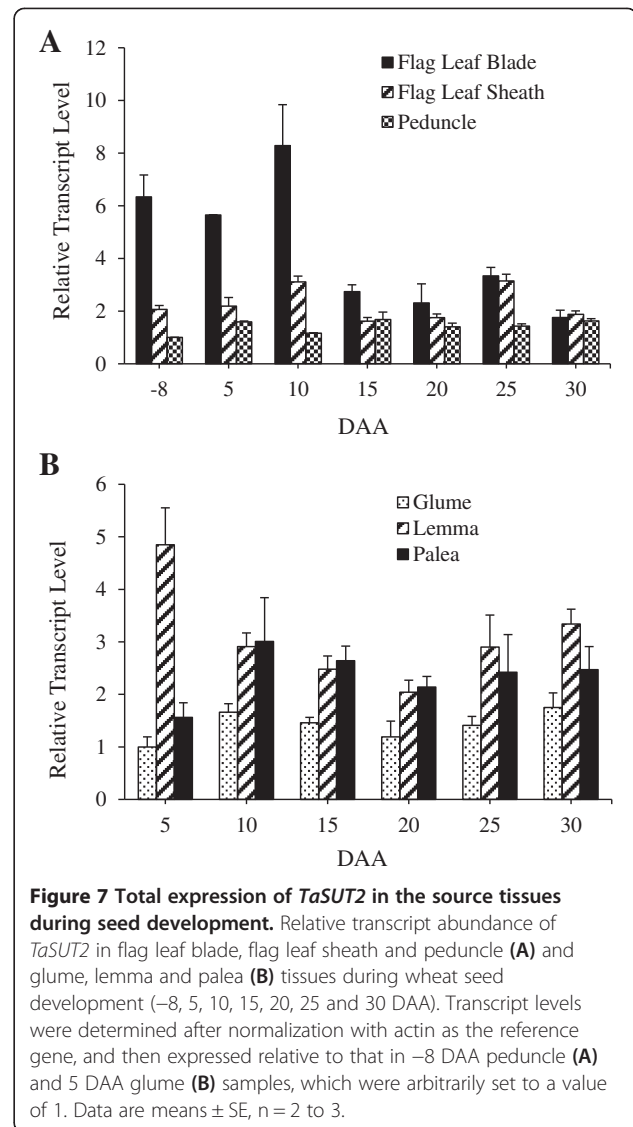 A
Relative Transcript Level
12
10
8
6
4
2
0
Flag Leaf Blade
Flag Leaf Sheath
Peduncle
-8 5 10 15 20 25 30
DAA
B
Relative Transcript Level
6
5
4
3
2
1
0
Glume
Lemma
Palea
5 10 15 20 25 30
DAA
Figure 7 Total expression of TaSUT2 in the source tissues
during seed development. Relative transcript abundance of
TaSUT2 in flag leaf blade, flag leaf sheath and peduncle (A) and
glume, lemma and palea (B) tissues during wheat seed
development (−8, 5, 10, 15, 20, 25 and 30 DAA). Transcript levels
were determined after normalization with actin as the reference
gene, and then expressed relative to that in −8 DAA peduncle (A)
and 5 DAA glume (B) samples, which were arbitrarily set to a value
of 1. Data are means ± SE, n = 2 to 3.